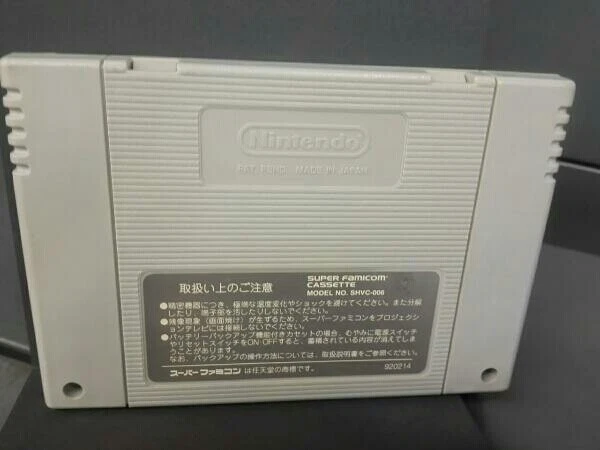 Nintendo
PAT. PEND. MADE IN JAPAN
取扱い上のご注意
SUPER FAMICOM™
CASSETTE
MODEL NO. SHVC-006
●精密機器につき、極端な温度変化やショックを避けてください。また分解
したり、端子部を汚したりしないでください。
●残像現象(画面焼け)が生ずるため、スーパーファミコンをプロジェクシ
ョンテレビには接続しないでください。
●バッテリーバックアップ機能付きカセットの場合、むやみに電源スイッチ
やリセットスイッチをON・OFFすると、蓄積されている内容が消えてしま
うことがあります。
なお、バックアップの操作方法については、取扱説明書をご参照ください。
スーパーファミコン は任天堂の商標です。
920214